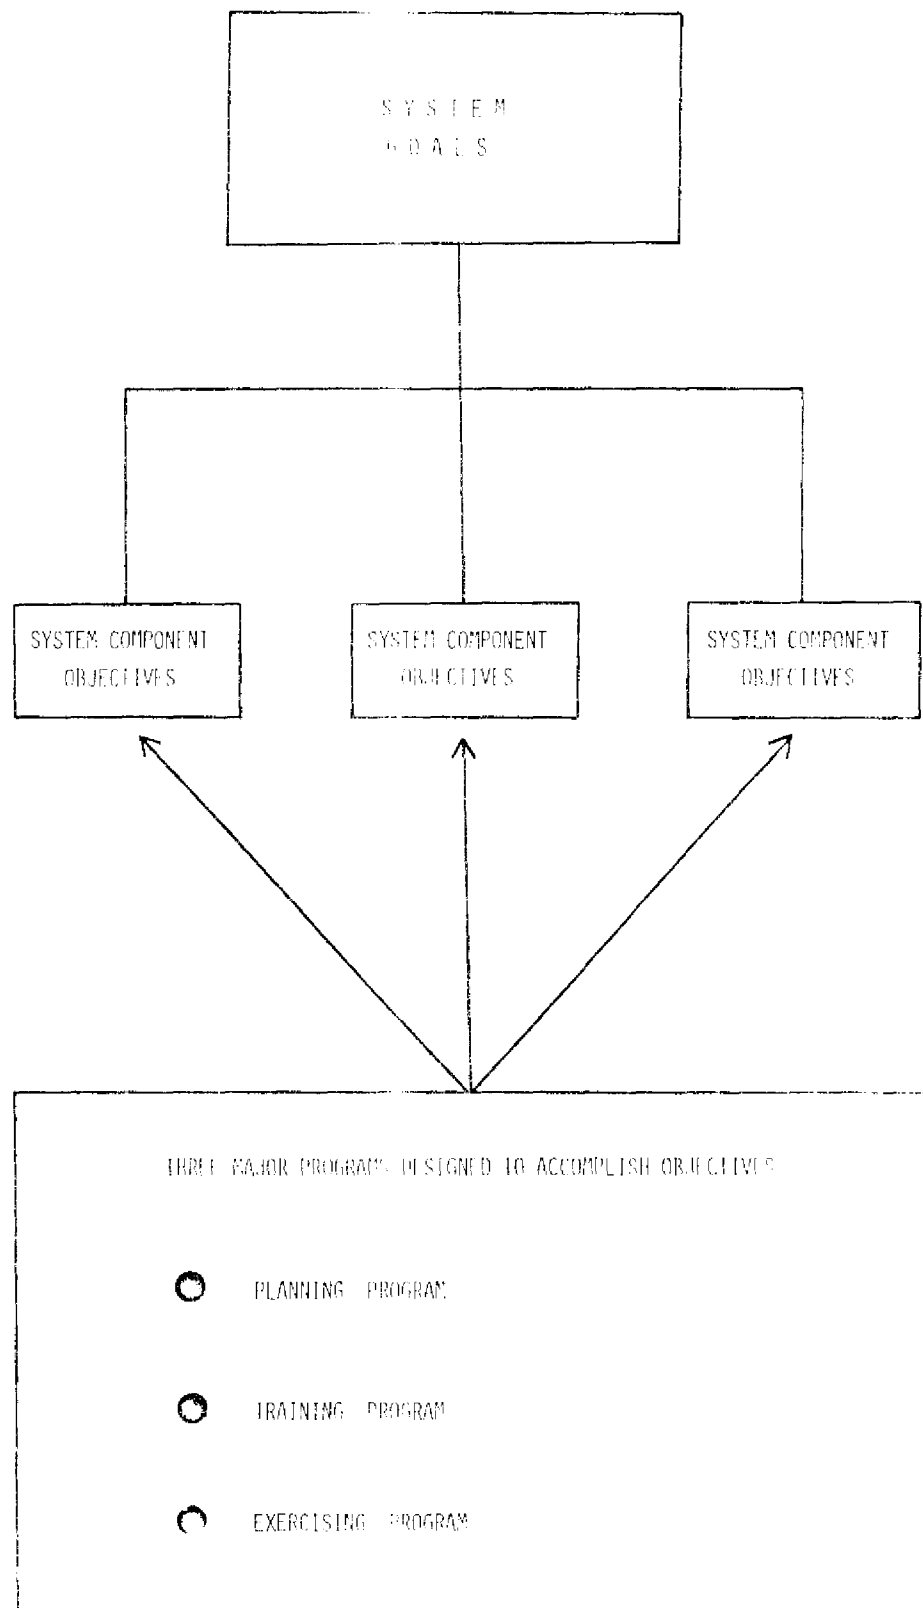 SYSTEM
GOALS
SYSTEM COMPONENT
OBJECTIVES
SYSTEM COMPONENT
OBJECTIVES
SYSTEM COMPONENT
OBJECTIVES
THREE MAJOR PROGRAMS DESIGNED TO ACCOMPLISH OBJECTIVES
PLANNING PROGRAM
TRAINING PROGRAM
EXERCISING PROGRAM